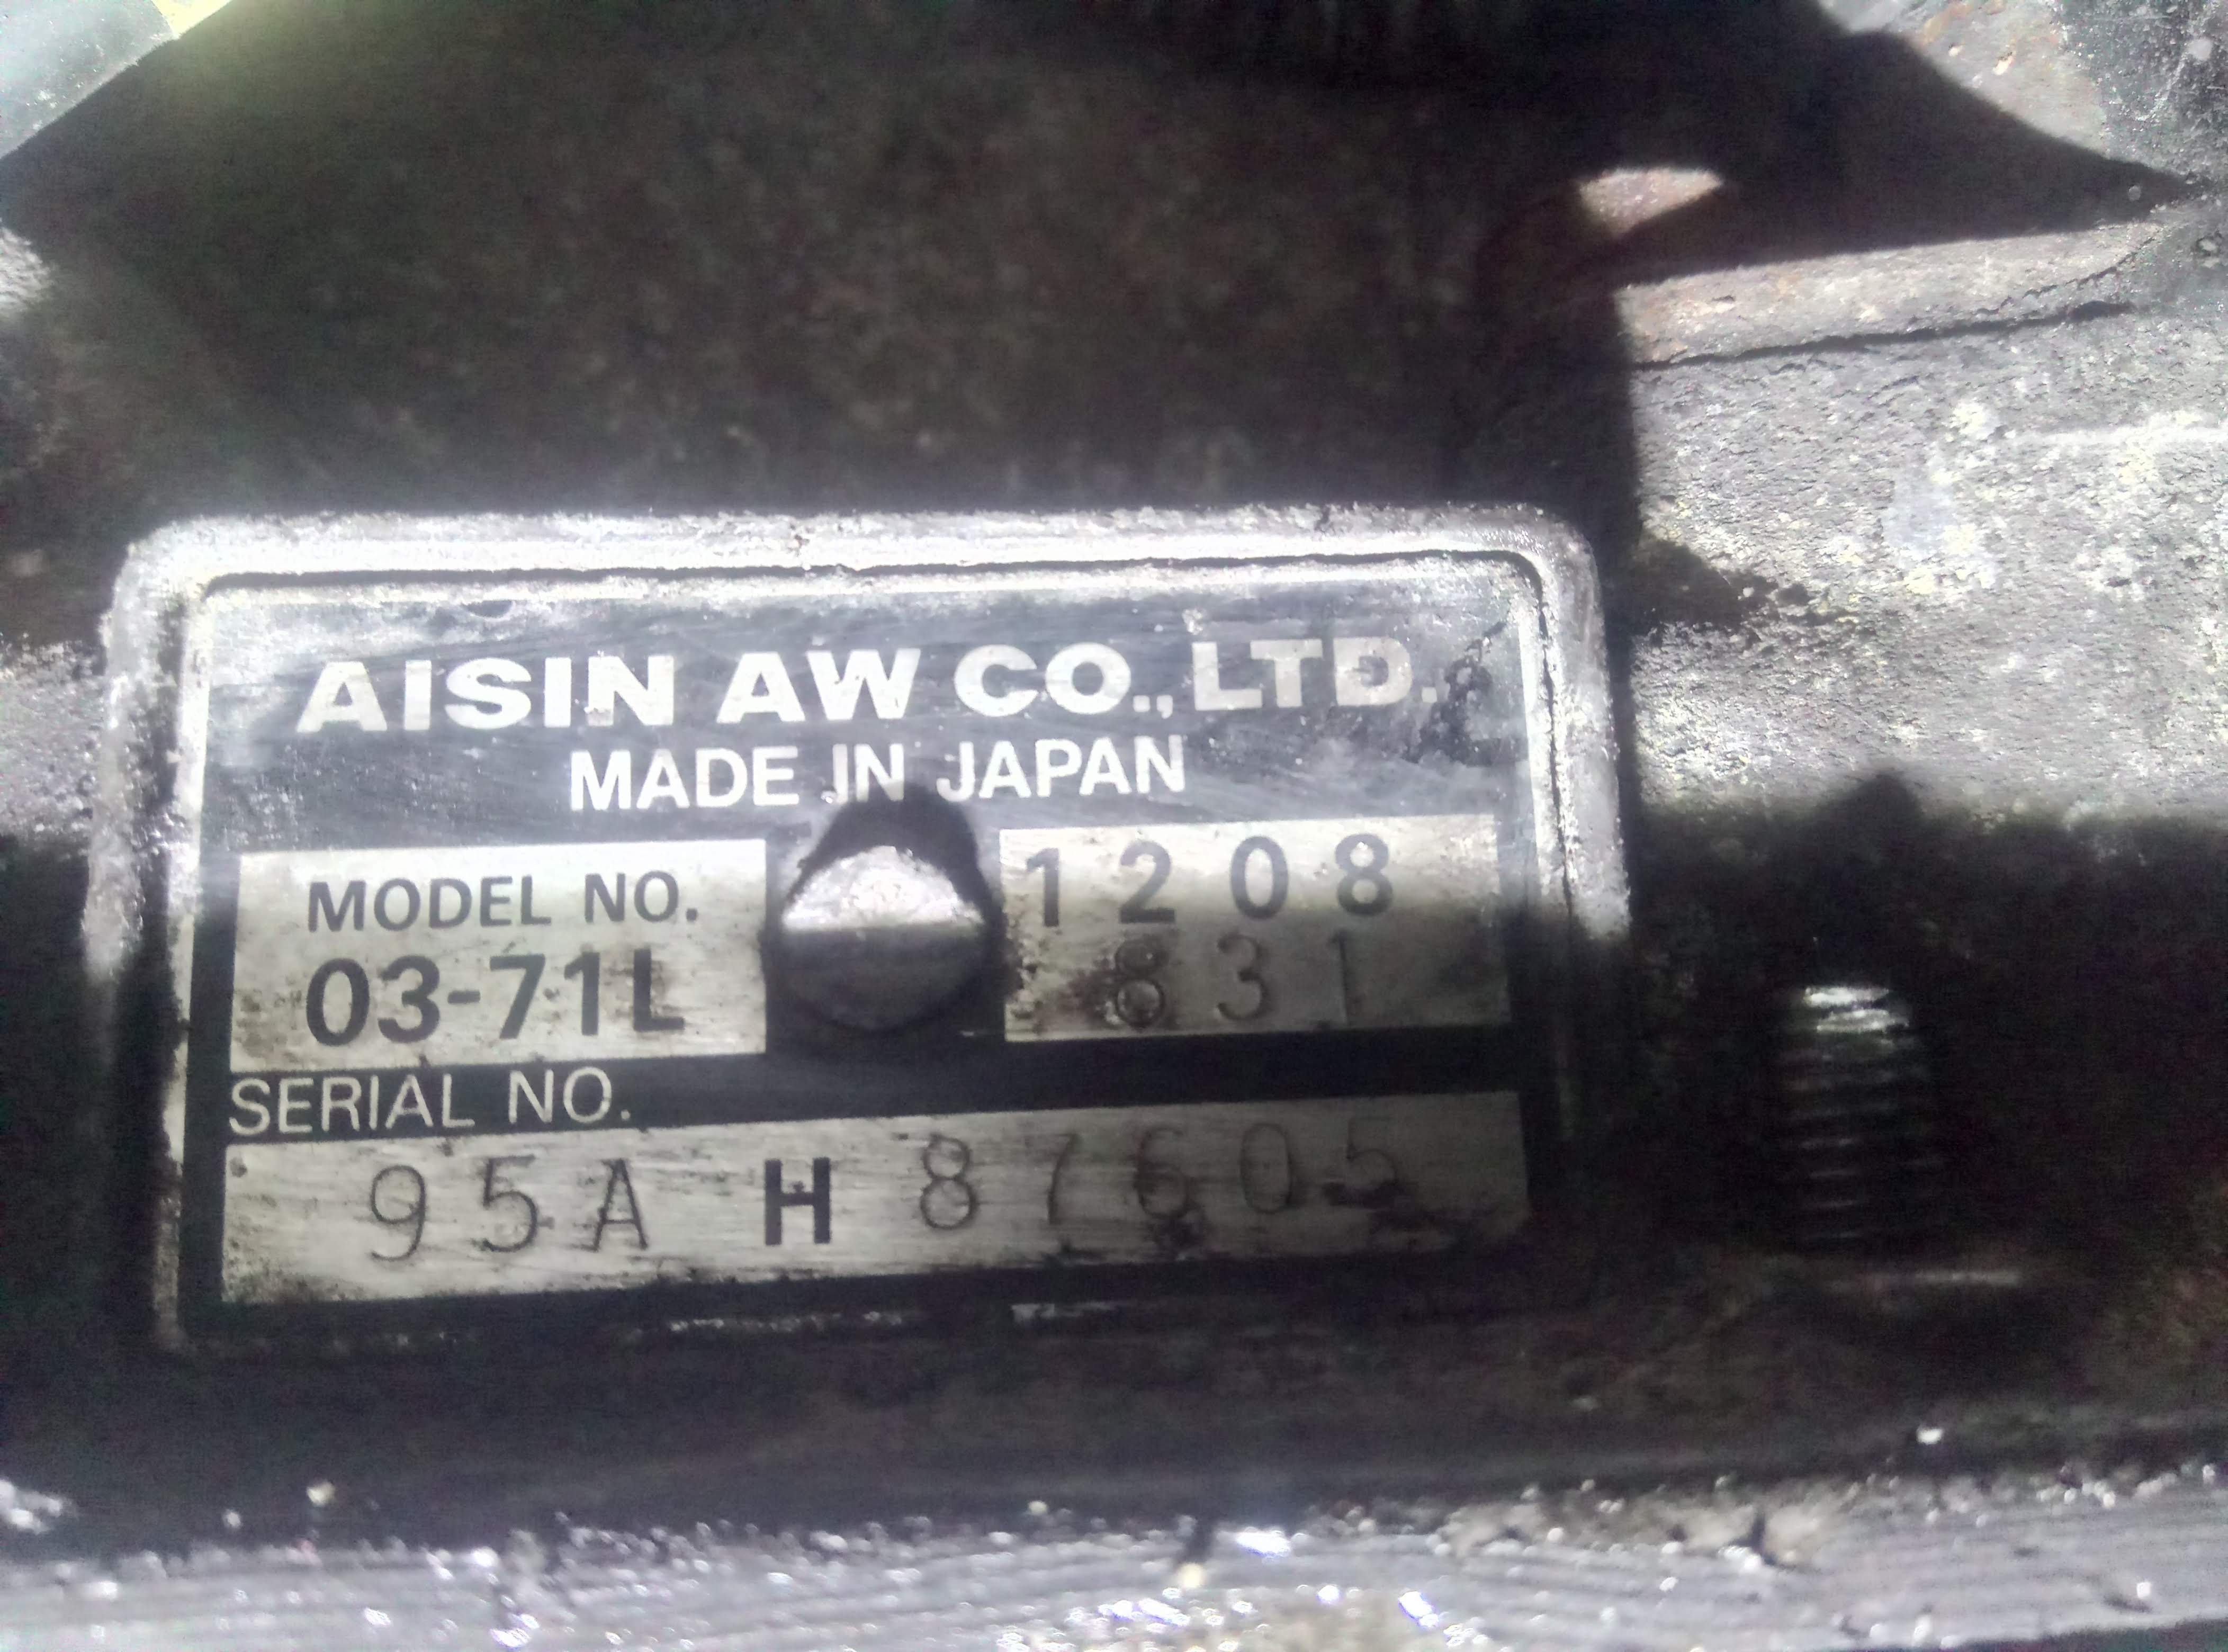 AISIN AW CO., LTD.
MADE IN JAPAN
MODEL NO.
03-71L
1208
831
SERIAL NO.
95A H 87605